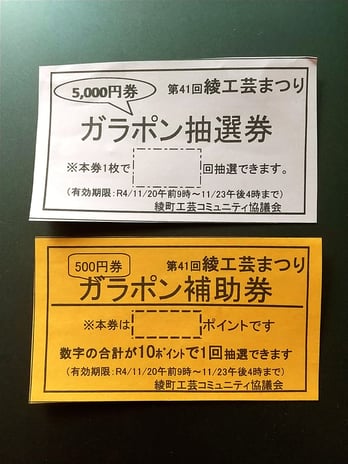 5,000円券
第41回 綾工芸まつり
ガラポン抽選券
※本券1枚で 回抽選できます。
(有効期限：R4/11/20午前9時～11/23午後4時まで)
綾町工芸コミュニティ協議会
500円券
第41回 綾工芸まつり
ガラポン補助券
※本券は ポイントです
数字の合計が10ポイントで1回抽選できます
(有効期限：R4/11/20午前9時～11/23午後4時まで)
綾町工芸コミュニティ協議会